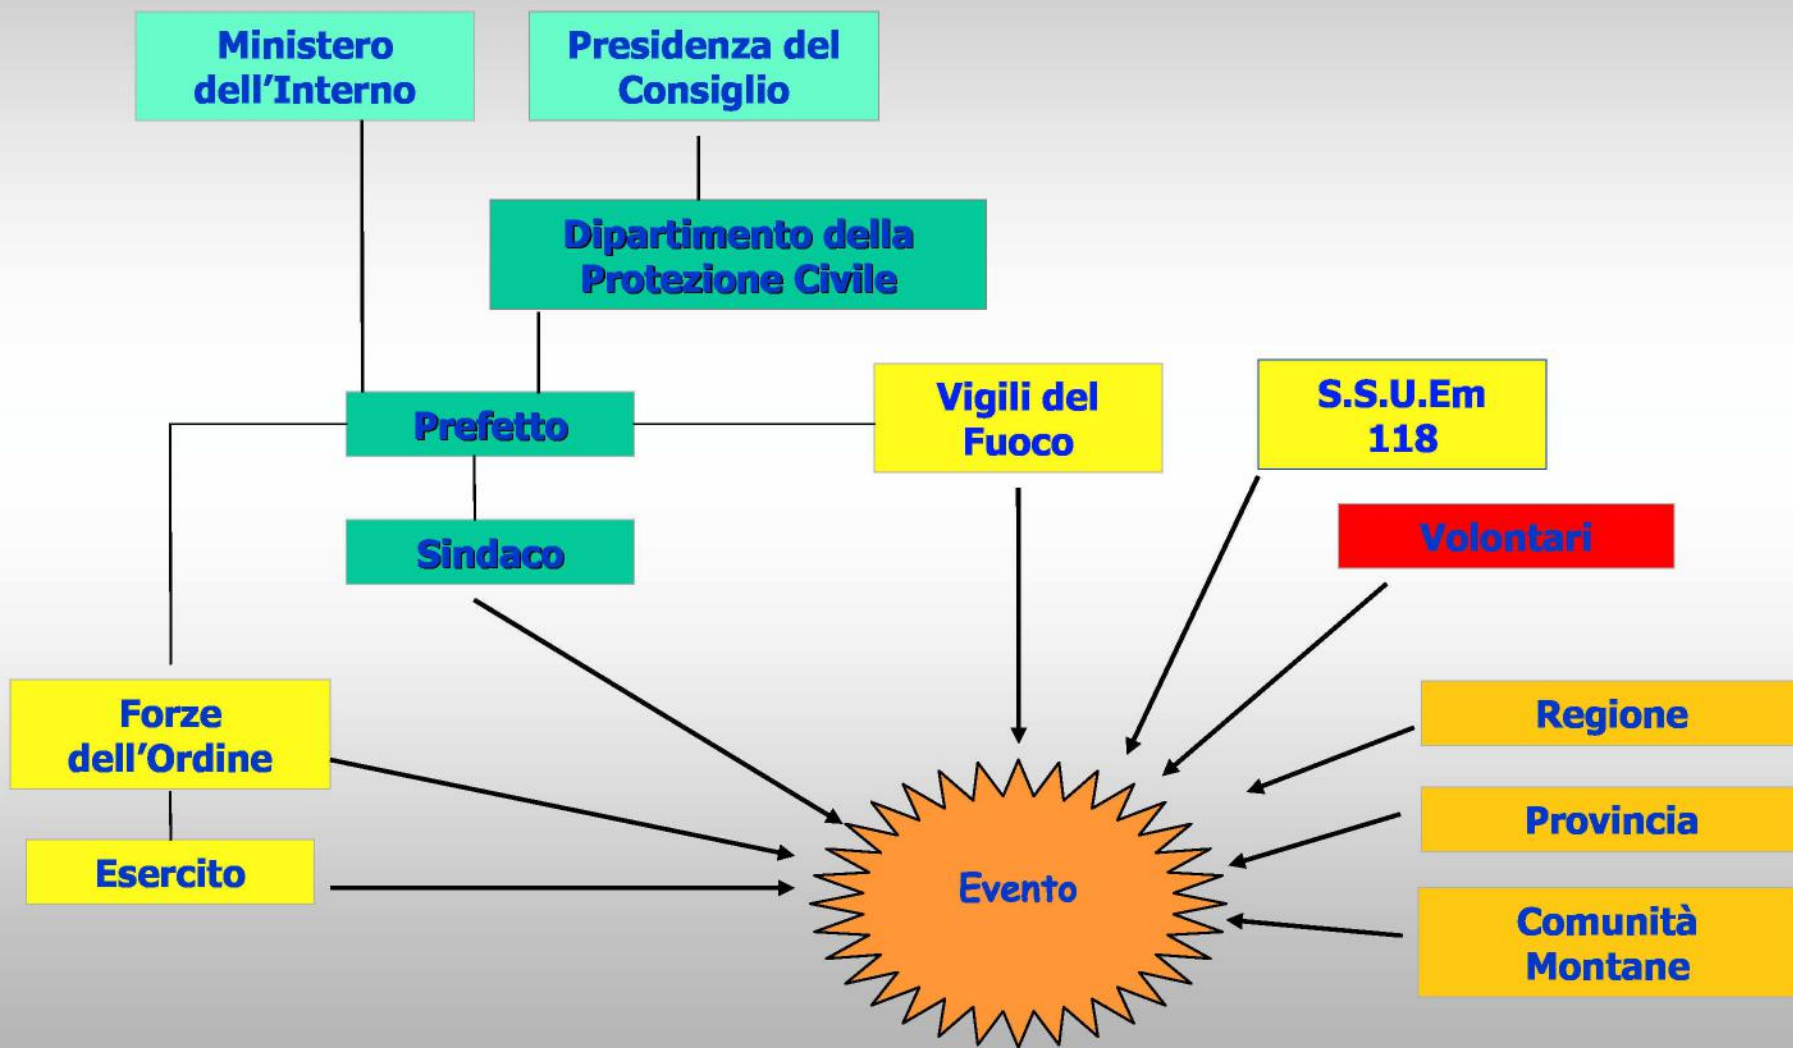 Ministero
dell'Interno
Presidenza del
Consiglio
Dipartimento della
Protezione Civile
Prefetto
Vigili del
Fuoco
S.S.U.Em
118
Sindaco
Volontari
Forze
dell'Ordine
Regione
Provincia
Esercito
Evento
Comunità
Montane